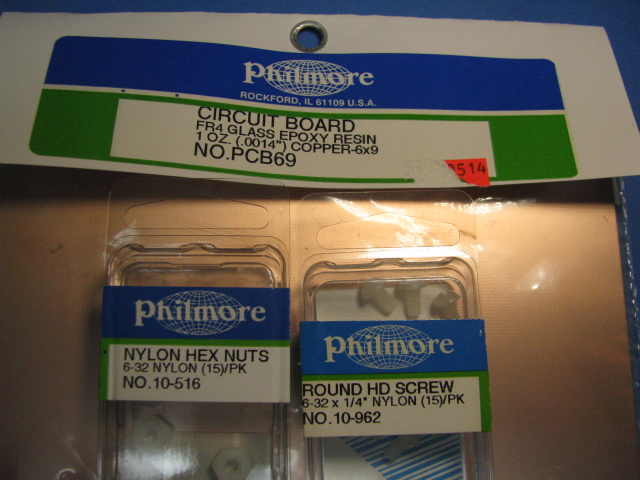 Philmore
ROCKFORD, IL 61109 U.S.A.
CIRCUIT BOARD
FR4 GLASS EPOXY RESIN
1 OZ. (.0014") COPPER-6x9
NO.PCB69
514
Philmore
NYLON HEX NUTS
6-32 NYLON (15)/PK
NO.10-516
Philmore
ROUND HD SCREW
6-32 x 1/4" NYLON (15)/PK
NO.10-962